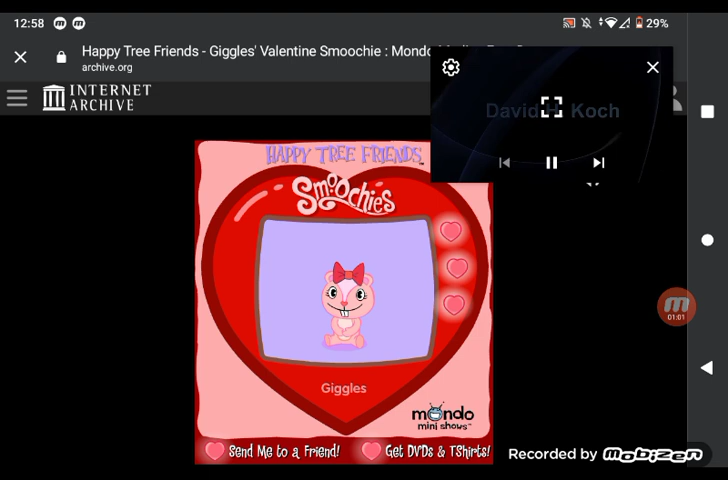 12:58
29%
Happy Tree Friends - Giggles' Valentine Smoochie : Mondo
archive.org
INTERNET
ARCHIVE
David H. Koch
HAPPY TREE FRIENDS
Smoochies
01:01
Giggles
mondo
mini shows™
Send Me to a Friend!
Get DVDs & TShirts!
Recorded by mobizen